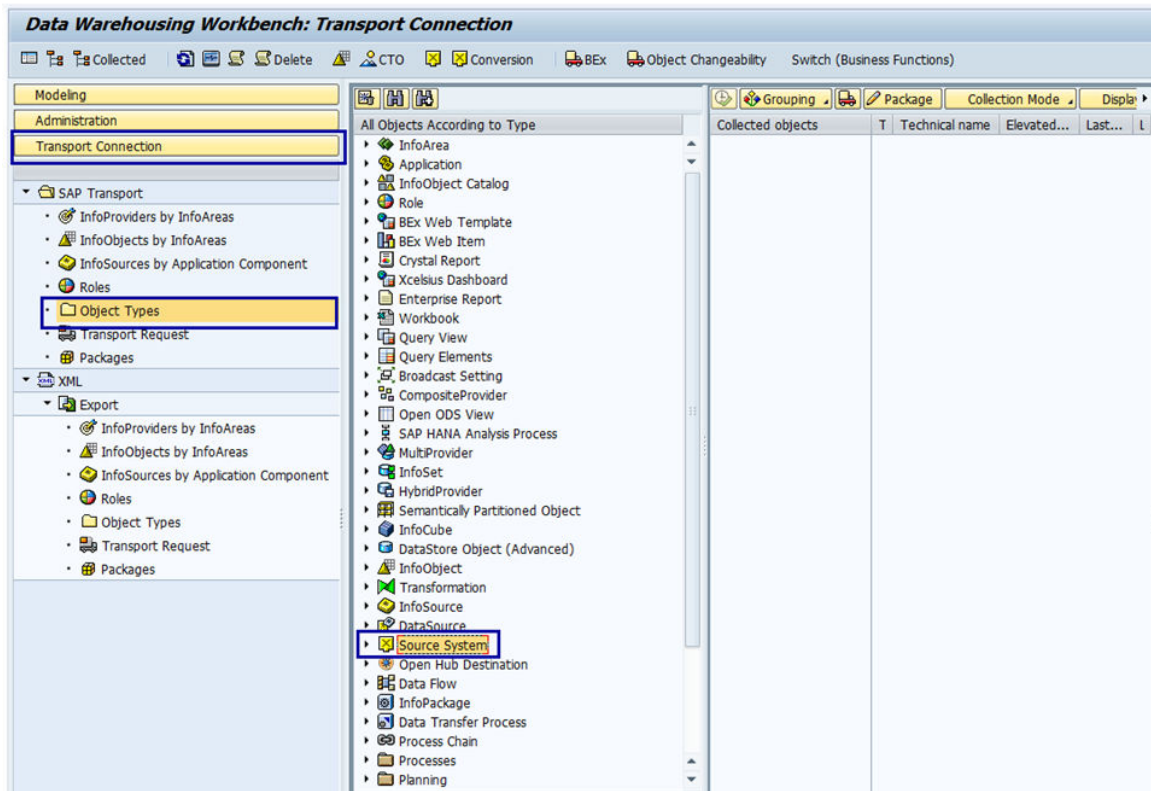 Data Warehousing Workbench: Transport Connection
Collected Delete CTO Conversion BEx Object Changeability Switch (Business Functions)
Modeling
Administration
Transport Connection
SAP Transport
InfoProviders by InfoAreas
InfoObjects by InfoAreas
InfoSources by Application Component
Roles
Object Types
Transport Request
Packages
XML
Export
InfoProviders by InfoAreas
InfoObjects by InfoAreas
InfoSources by Application Component
Roles
Object Types
Transport Request
Packages
All Objects According to Type
InfoArea
Application
InfoObject Catalog
Role
BEx Web Template
BEx Web Item
Crystal Report
Xcelsius Dashboard
Enterprise Report
Workbook
Query View
Query Elements
Broadcast Setting
CompositeProvider
Open ODS View
SAP HANA Analysis Process
MultiProvider
InfoSet
HybridProvider
Semantically Partitioned Object
InfoCube
DataStore Object (Advanced)
InfoObject
Transformation
InfoSource
DataSource
Source System
Open Hub Destination
Data Flow
InfoPackage
Data Transfer Process
Process Chain
Processes
Planning
Grouping Package Collection Mode Display
Collected objects T Technical name Elevated... Last... L